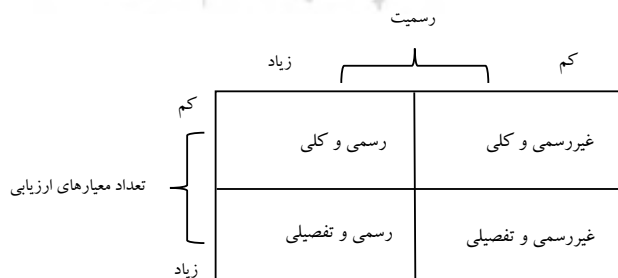 رسمیت
کم
زیاد
کم
غیررسمی و کلی
رسمی و کلی
تعداد معیارهای ارزیابی
غیررسمی و تفصیلی
رسمی و تفصیلی
زیاد